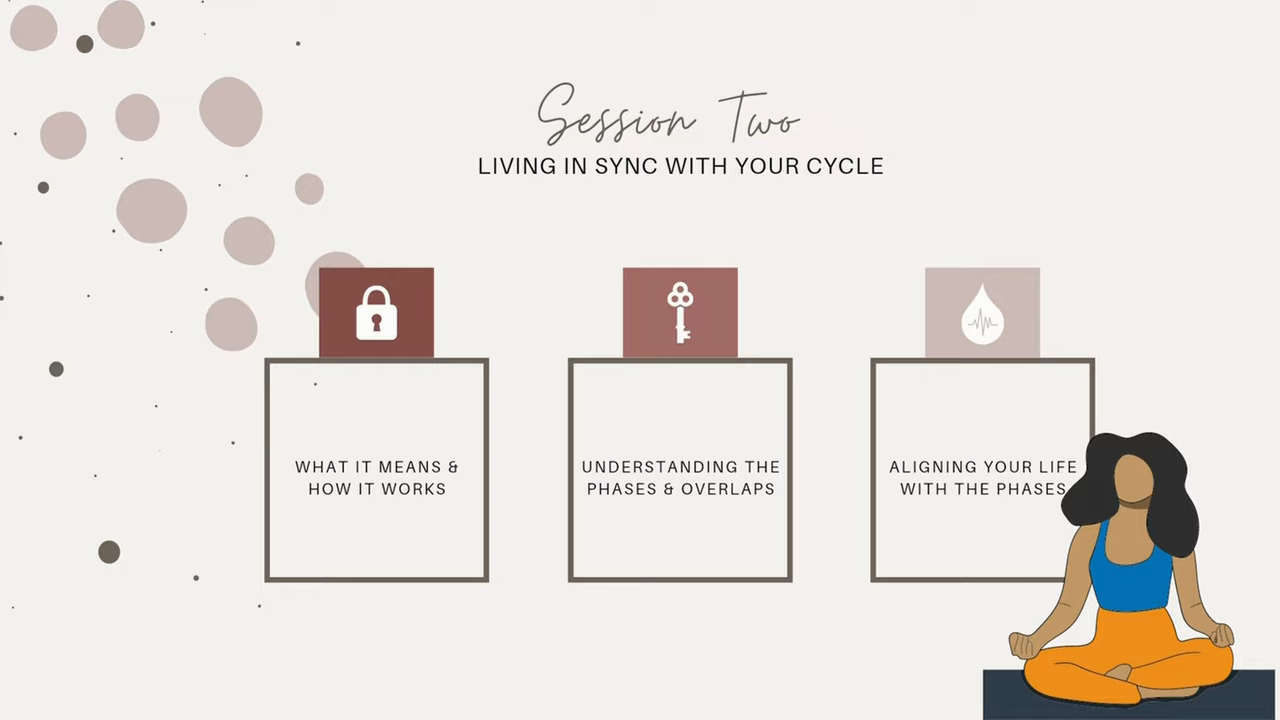 Session Two
LIVING IN SYNC WITH YOUR CYCLE
WHAT IT MEANS &
HOW IT WORKS
UNDERSTANDING THE
PHASES & OVERLAPS
ALIGNING YOUR LIFE
WITH THE PHASES